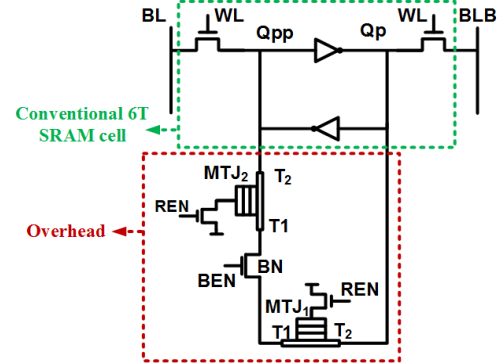 BL
WL
Qpp
Qp
WL
BLB
Conventional 6T
SRAM cell
MTJ2
T2
REN
T1
Overhead
BEN
BN
REN
MTJ1
T1
T2